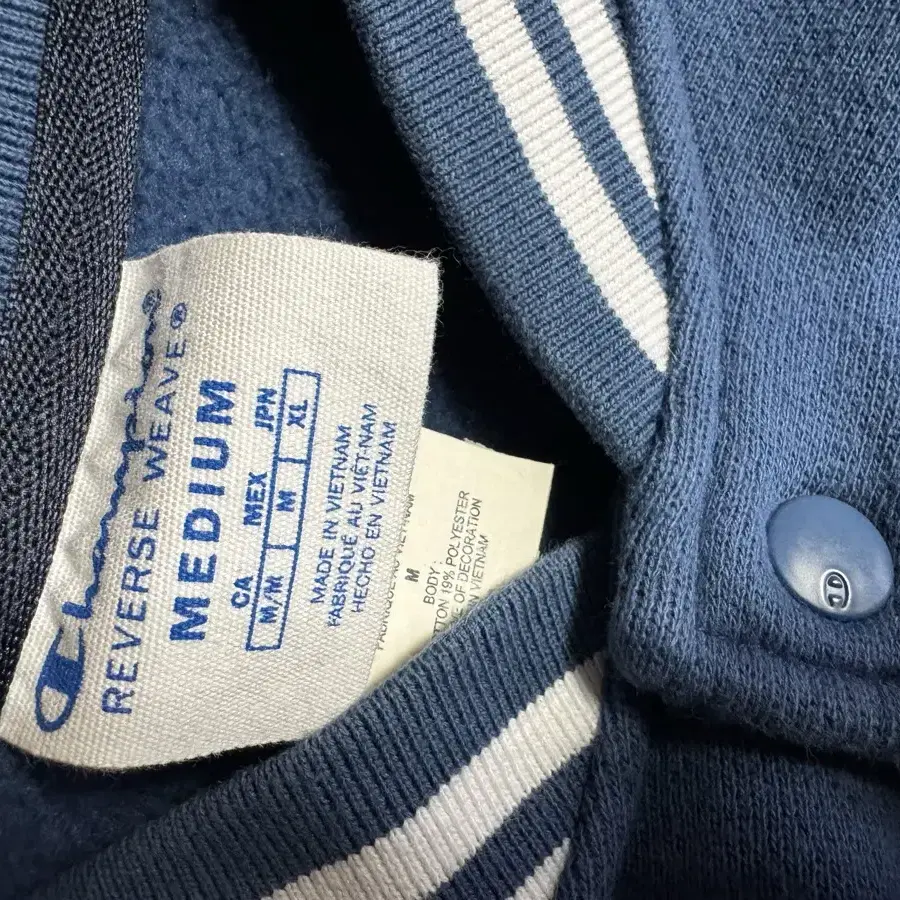 Champion®
REVERSE WEAVE®
MEDIUM
CA MEX JPN
M/M M XL
MADE IN VIETNAM
FABRIQUÉ AU VIÊT-NAM
HECHO EN VIETNAM
M
BODY:
19% POLYESTER
OF DECORATION
VIETNAM